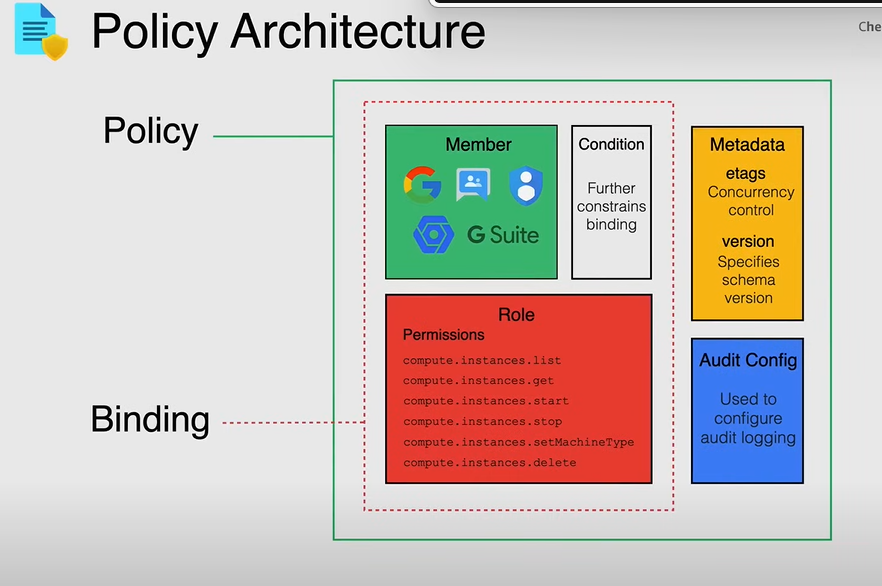 Policy Architecture
Che
Policy
Member
G Suite
Condition
Further
constrains
binding
Metadata
etags
Concurrency
control
version
Specifies
schema
version
Role
Permissions
compute.instances.list
compute.instances.get
compute.instances.start
compute.instances.stop
compute.instances.setMachineType
compute.instances.delete
Audit Config
Used to
configure
audit logging
Binding